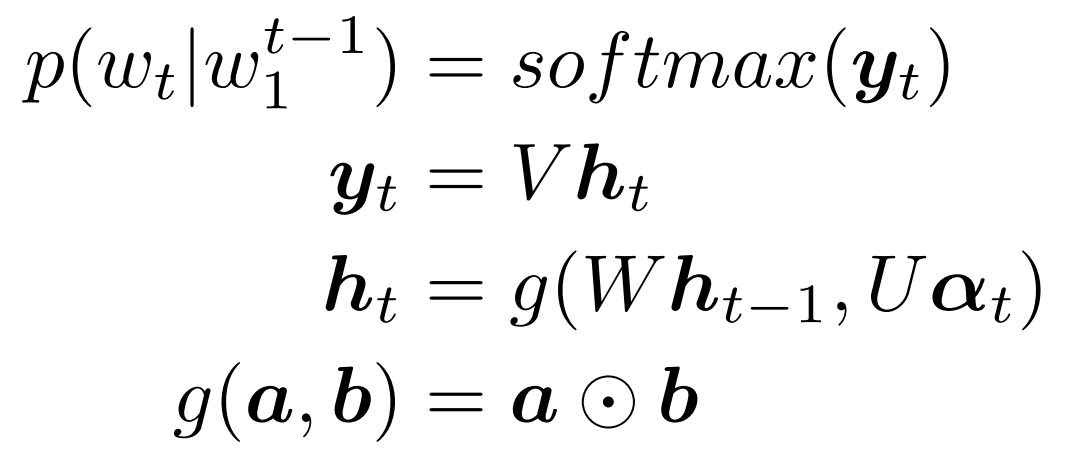 p(w_t|w_1^{t-1}) = softmax(y_t)
y_t = Vh_t
h_t = g(Wh_{t-1}, Uα_t)
g(a, b) = a ⊙ b